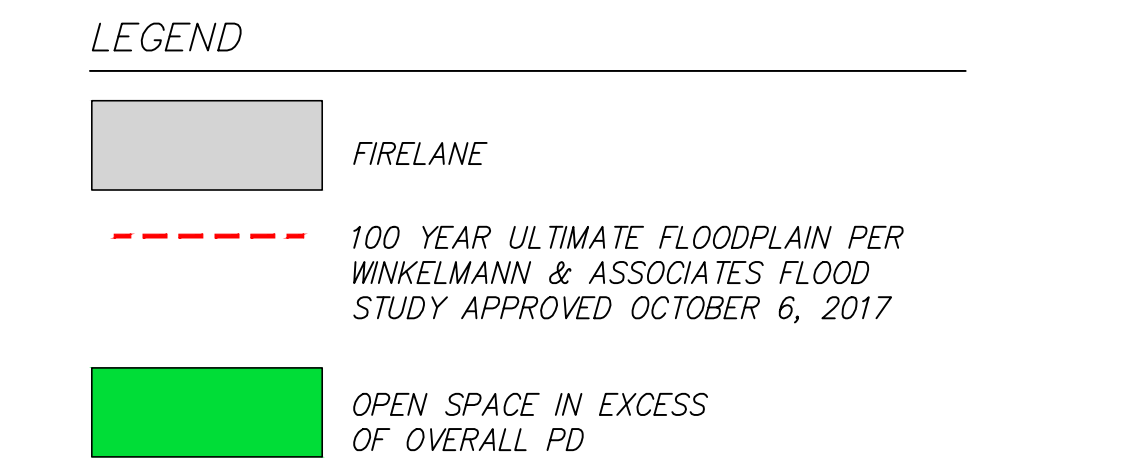 LEGEND
FIRELANE
100 YEAR ULTIMATE FLOODPLAIN PER
WINKELMANN & ASSOCIATES FLOOD
STUDY APPROVED OCTOBER 6, 2017
OPEN SPACE IN EXCESS
OF OVERALL PD